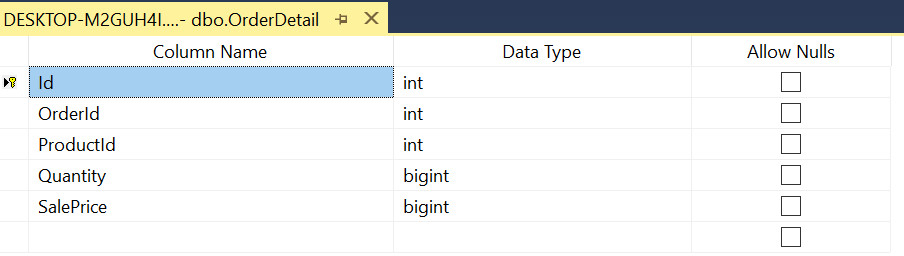 DESKTOP-M2GUH4I....- dbo.OrderDetail
Column Name Data Type Allow Nulls
Id int
OrderId int
ProductId int
Quantity bigint
SalePrice bigint